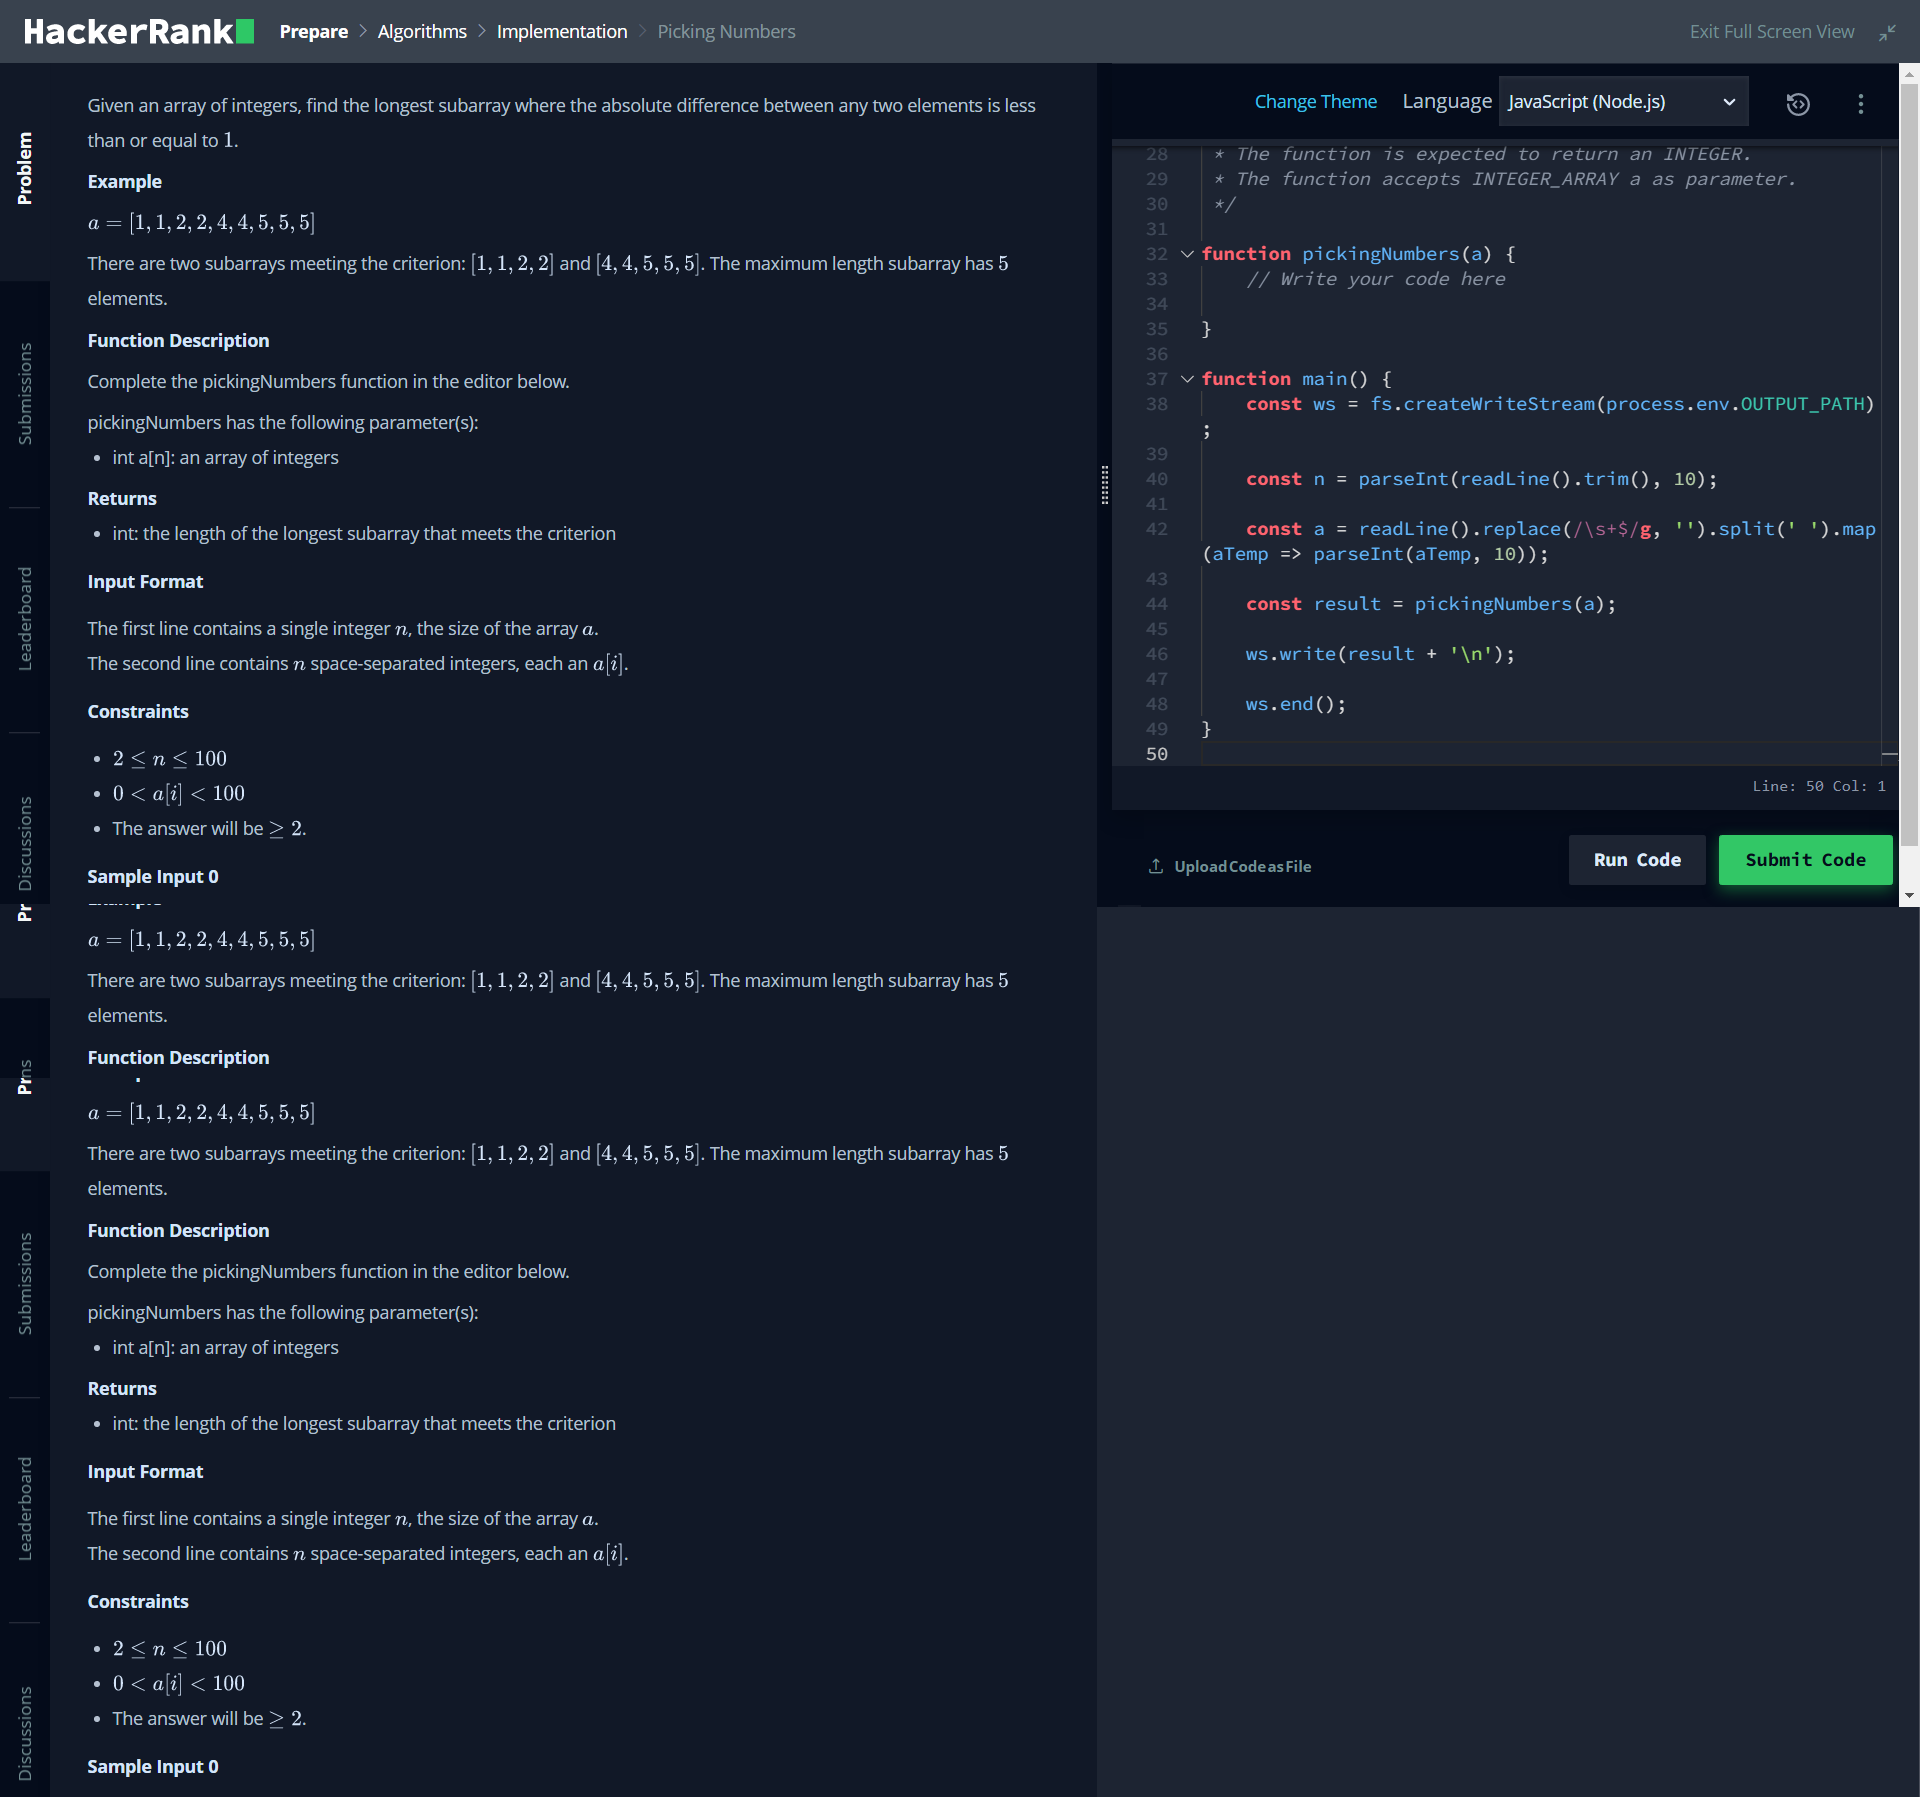 HackerRank Prepare > Algorithms > Implementation > Picking Numbers Exit Full Screen View
Problem
Submissions
Leaderboard
Discussions
Given an array of integers, find the longest subarray where the absolute difference between any two elements is less
than or equal to 1.
Example
a = [1, 1, 2, 2, 4, 4, 5, 5, 5]
There are two subarrays meeting the criterion: [1, 1, 2, 2] and [4, 4, 5, 5, 5]. The maximum length subarray has 5
elements.
Function Description
Complete the pickingNumbers function in the editor below.
pickingNumbers has the following parameter(s):
• int a[n]: an array of integers
Returns
• int: the length of the longest subarray that meets the criterion
Input Format
The first line contains a single integer n, the size of the array a.
The second line contains n space-separated integers, each an a[i].
Constraints
• 2 ≤ n ≤ 100
• 0 < a[i] < 100
• The answer will be ≥ 2.
Sample Input 0
Pr
a = [1, 1, 2, 2, 4, 4, 5, 5, 5]
There are two subarrays meeting the criterion: [1, 1, 2, 2] and [4, 4, 5, 5, 5]. The maximum length subarray has 5
elements.
Function Description
Prns
a = [1, 1, 2, 2, 4, 4, 5, 5, 5]
There are two subarrays meeting the criterion: [1, 1, 2, 2] and [4, 4, 5, 5, 5]. The maximum length subarray has 5
elements.
Function Description
Complete the pickingNumbers function in the editor below.
pickingNumbers has the following parameter(s):
• int a[n]: an array of integers
Returns
• int: the length of the longest subarray that meets the criterion
Input Format
The first line contains a single integer n, the size of the array a.
The second line contains n space-separated integers, each an a[i].
Constraints
• 2 ≤ n ≤ 100
• 0 < a[i] < 100
• The answer will be ≥ 2.
Sample Input 0
Submissions
Leaderboard
Discussions
Change Theme Language JavaScript (Node.js)
28 * The function is expected to return an INTEGER.
29 * The function accepts INTEGER_ARRAY a as parameter.
30 */
31
32 function pickingNumbers(a) {
33 // Write your code here
34
35 }
36
37 function main() {
38 const ws = fs.createWriteStream(process.env.OUTPUT_PATH)
;
39
40 const n = parseInt(readLine().trim(), 10);
41
42 const a = readLine().replace(/\s+$/g, '').split(' ').map
(aTemp => parseInt(aTemp, 10));
43
44 const result = pickingNumbers(a);
45
46 ws.write(result + '\n');
47
48 ws.end();
49 }
50
Line: 50 Col: 1
Upload Code as File Run Code Submit Code